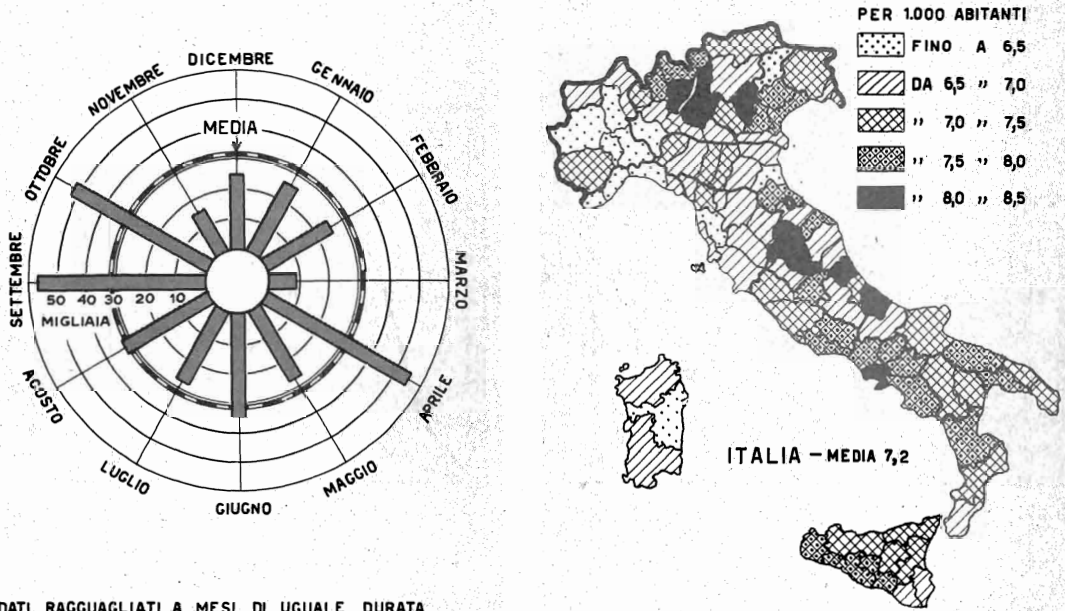 DICEMBRE
GENNAIO
FEBBRAIO
MARZO
APRILE
MAGGIO
GIUGNO
LUGLIO
AGOSTO
SETTEMBRE
OTTOBRE
NOVEMBRE
MEDIA
50 40 30 20 10
MIGLIAIA
PER 1.000 ABITANTI
FINO A 6,5
DA 6,5 " 7,0
" 7,0 " 7,5
" 7,5 " 8,0
" 8,0 " 8,5
ITALIA – MEDIA 7,2
DATI RAGGUAGLIATI A MESI DI UGUALE DURATA